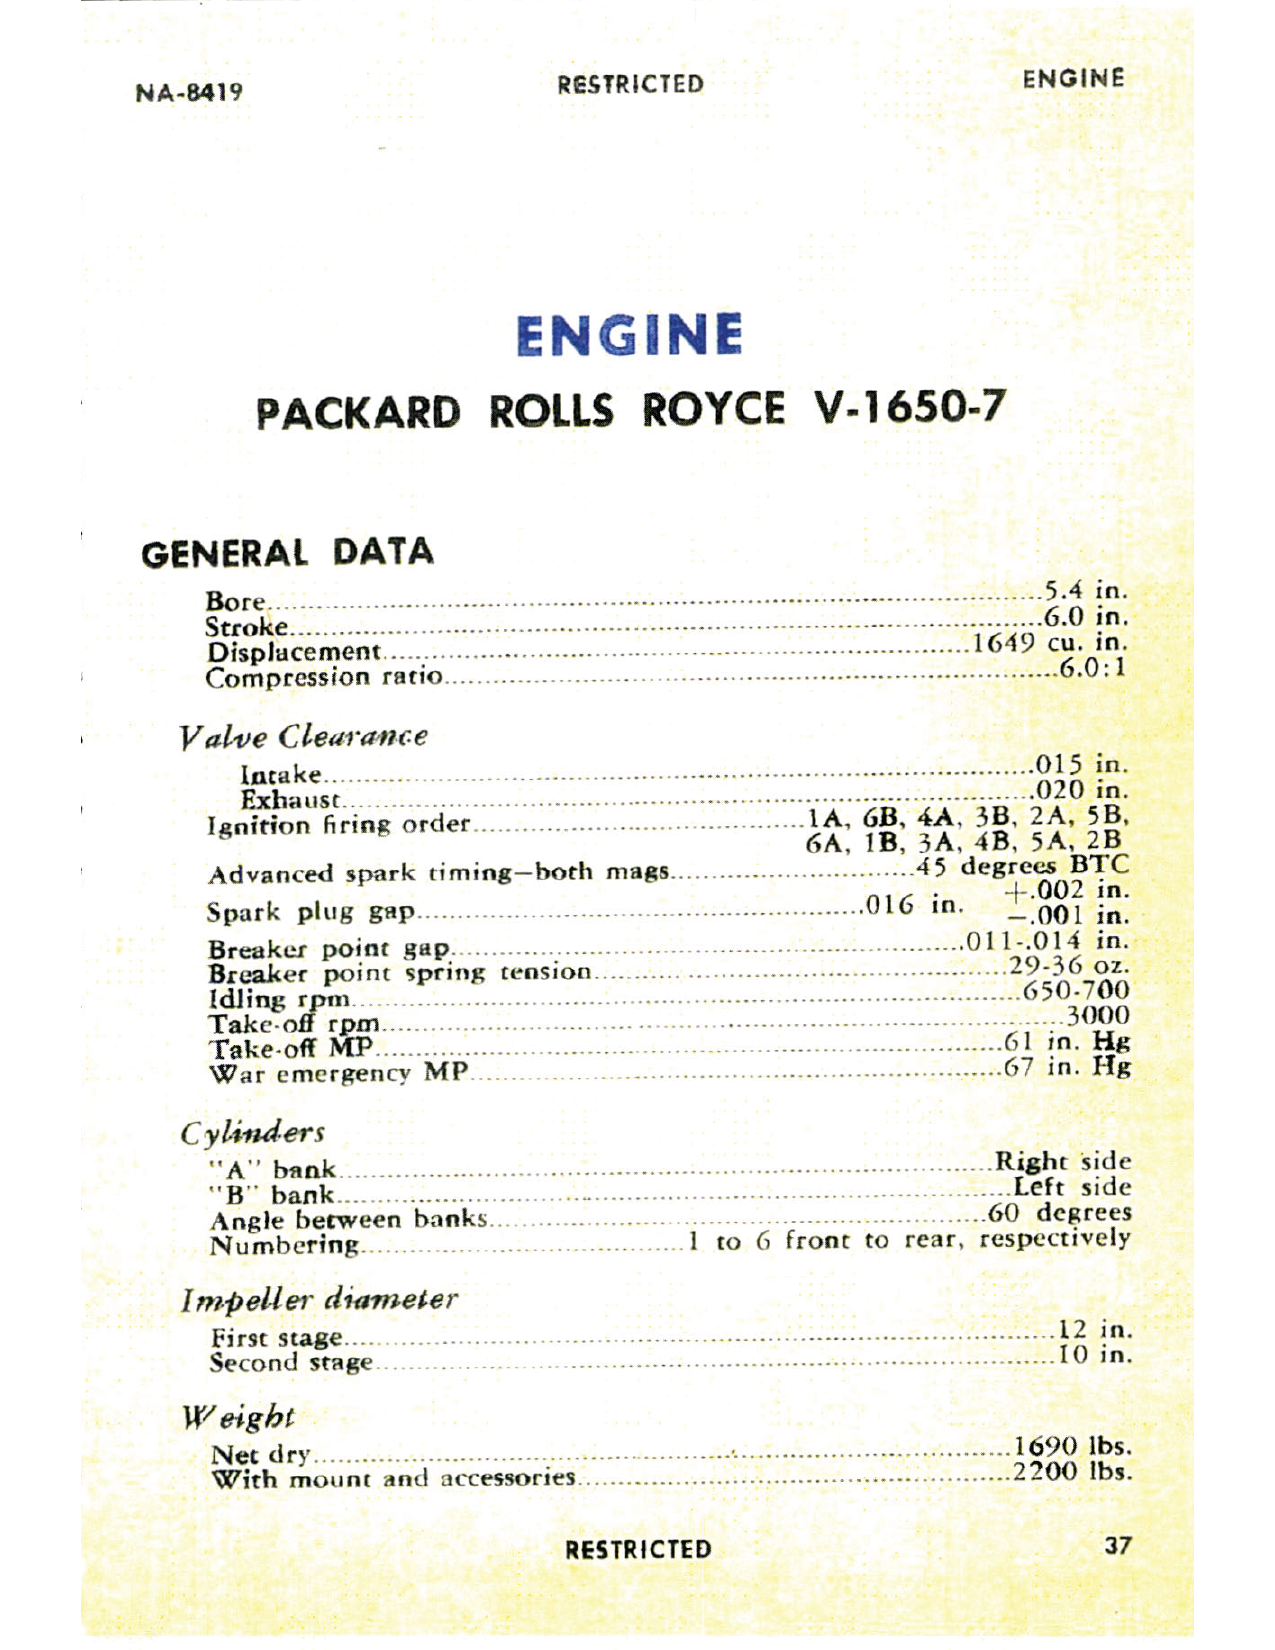 NA-8419 RESTRICTED ENGINE
ENGINE
PACKARD ROLLS ROYCE V-1650-7
GENERAL DATA
Bore 5.4 in.
Stroke 6.0 in.
Displacement 1649 cu. in.
Compression ratio 6.0:1
Valve Clearance
Intake .015 in.
Exhaust .020 in.
Ignition firing order 1A, 6B, 4A, 3B, 2A, 5B,
6A, 1B, 3A, 4B, 5A, 2B
Advanced spark timing—both mags. 45 degrees BTC
Spark plug gap .016 in. +.002 in.
−.001 in.
Breaker point gap .011-.014 in.
Breaker point spring tension 29-36 oz.
Idling rpm 650-700
Take-off rpm 3000
Take-off MP 61 in. Hg
War emergency MP 67 in. Hg
Cylinders
"A" bank Right side
"B" bank Left side
Angle between banks 60 degrees
Numbering 1 to 6 front to rear, respectively
Impeller diameter
First stage 12 in.
Second stage 10 in.
Weight
Net dry 1690 lbs.
With mount and accessories 2200 lbs.
RESTRICTED 37